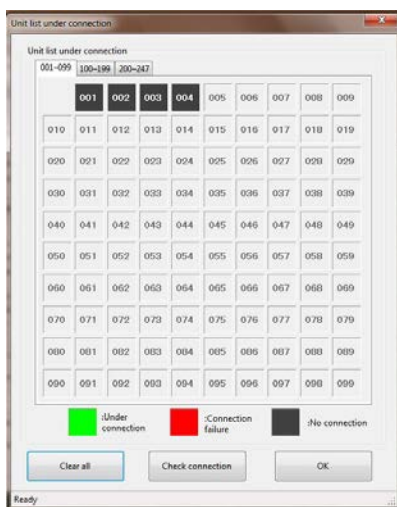 Unit list under connection
Unit list under connection
001-099 100-199 200-247
001 002 003 004 005 006 007 008 009
010 011 012 013 014 015 016 017 018 019
020 021 022 023 024 025 026 027 028 029
030 031 032 033 034 035 036 037 038 039
040 041 042 043 044 045 046 047 048 049
050 051 052 053 054 055 056 057 058 059
060 061 062 063 064 065 066 067 068 069
070 071 072 073 074 075 076 077 078 079
080 081 082 083 084 085 086 087 088 089
090 091 092 093 094 095 096 097 098 099
:Under connection
:Connection failure
:No connection
Clear all Check connection OK
Ready